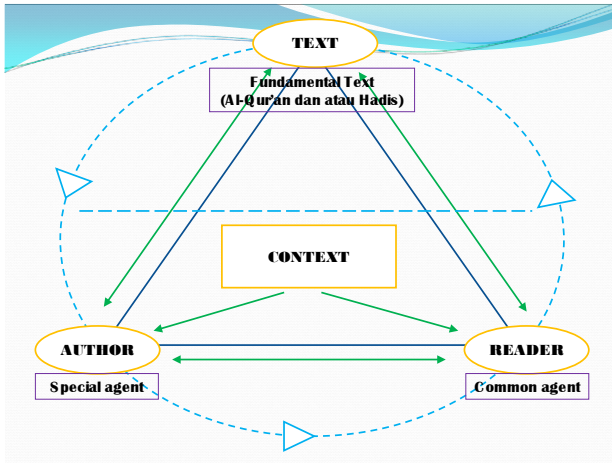 TEXT
Fundamental Text
(Al-Qur'an dan atau Hadis)
CONTEXT
AUTHOR
READER
Special agent
Common agent